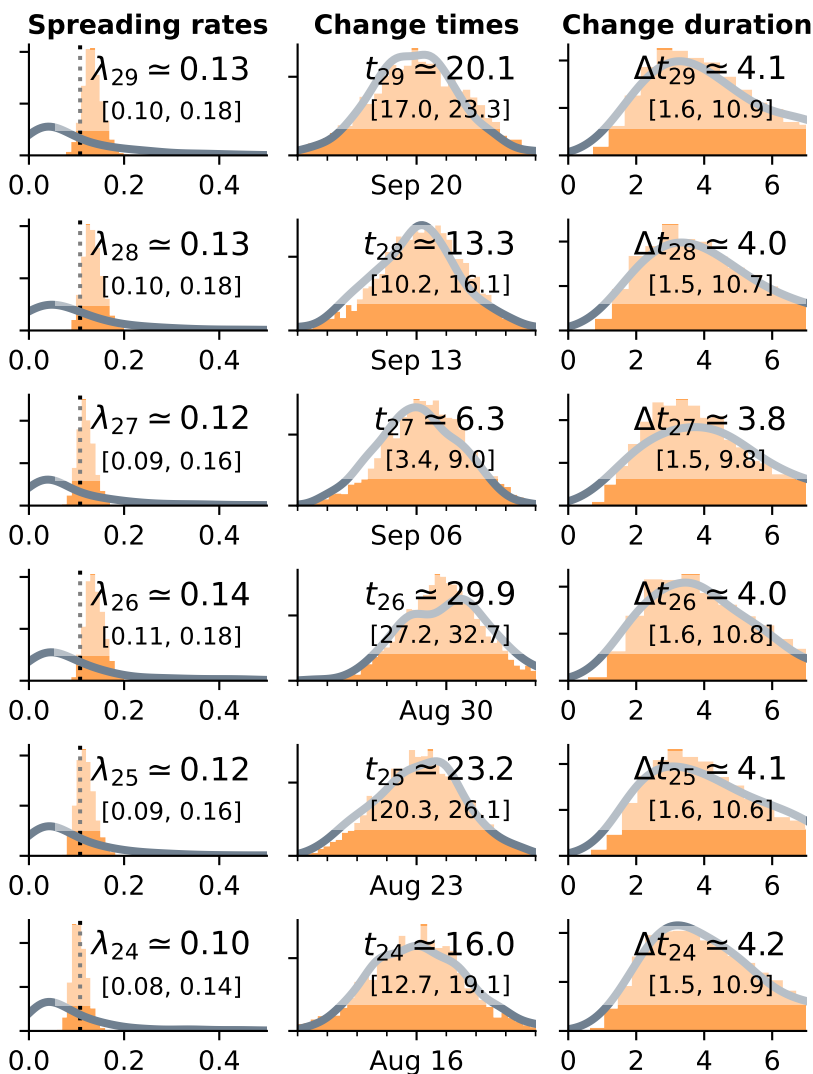 Spreading rates Change times Change duration
λ29 ≃ 0.13 t29 ≃ 20.1 Δt29 ≃ 4.1
[0.10, 0.18] [17.0, 23.3] [1.6, 10.9]
0.0 0.2 0.4 Sep 20 0 2 4 6
λ28 ≃ 0.13 t28 ≃ 13.3 Δt28 ≃ 4.0
[0.10, 0.18] [10.2, 16.1] [1.5, 10.7]
0.0 0.2 0.4 Sep 13 0 2 4 6
λ27 ≃ 0.12 t27 ≃ 6.3 Δt27 ≃ 3.8
[0.09, 0.16] [3.4, 9.0] [1.5, 9.8]
0.0 0.2 0.4 Sep 06 0 2 4 6
λ26 ≃ 0.14 t26 ≃ 29.9 Δt26 ≃ 4.0
[0.11, 0.18] [27.2, 32.7] [1.6, 10.8]
0.0 0.2 0.4 Aug 30 0 2 4 6
λ25 ≃ 0.12 t25 ≃ 23.2 Δt25 ≃ 4.1
[0.09, 0.16] [20.3, 26.1] [1.6, 10.6]
0.0 0.2 0.4 Aug 23 0 2 4 6
λ24 ≃ 0.10 t24 ≃ 16.0 Δt24 ≃ 4.2
[0.08, 0.14] [12.7, 19.1] [1.5, 10.9]
0.0 0.2 0.4 Aug 16 0 2 4 6